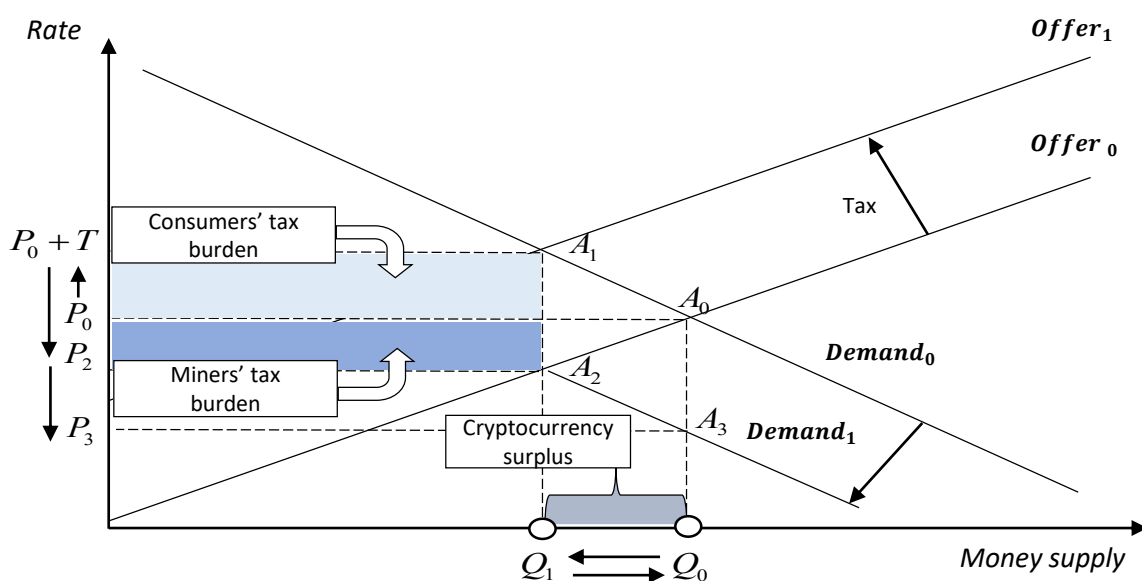 Rate
Offer₁
Offer₀
Tax
Consumers' tax
burden
P₀ + T
A₁
P₀
A₀
P₂
A₂
Demand₀
Miners' tax
burden
P₃
Cryptocurrency
surplus
A₃
Demand₁
Q₁
Q₀
Money supply